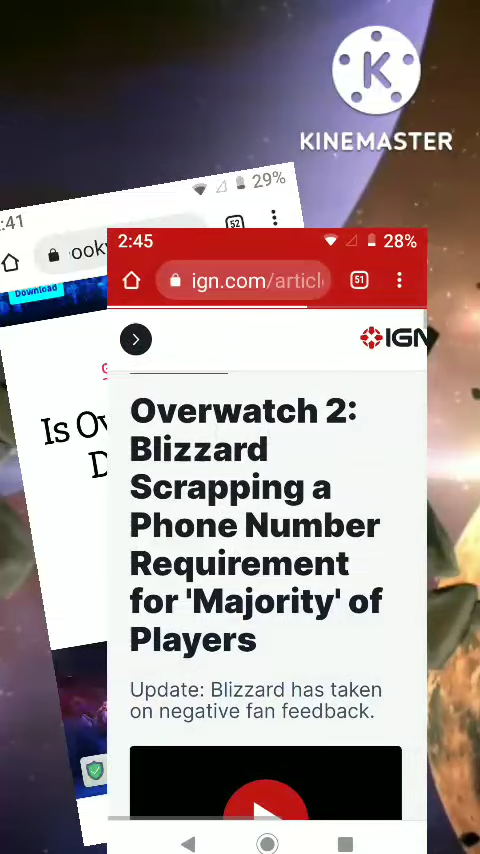 KINEMASTER
:41
29%
52
Download
Is
2:45
28%
ign.com/articl
51
IGN
Overwatch 2:
Blizzard
Scrapping a
Phone Number
Requirement
for 'Majority' of
Players
Update: Blizzard has taken
on negative fan feedback.